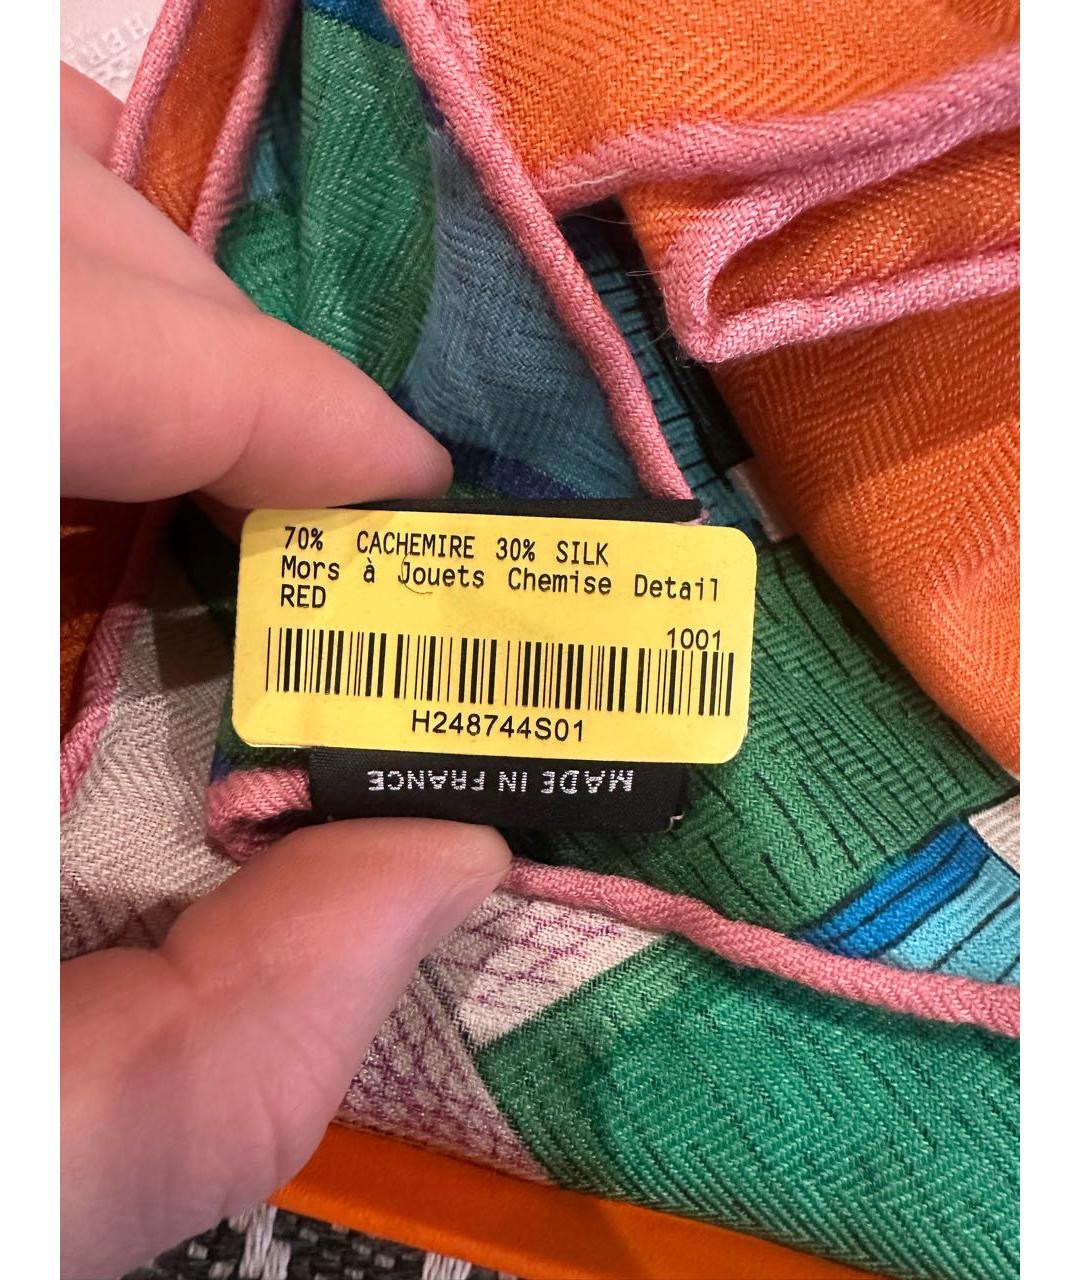 70% CACHEMIRE 30% SILK
Mors à Jouets Chemise Detail
RED
1001
H248744S01
MADE IN FRANCE